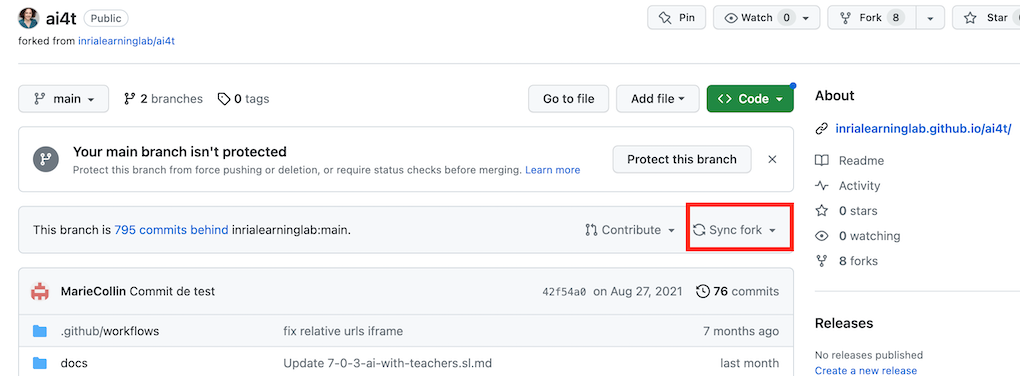 ai4t Public Pin Watch 0 Fork 8 Star
forked from inrialearninglab/ai4t
main 2 branches 0 tags Go to file Add file Code
Your main branch isn't protected
Protect this branch from force pushing or deletion, or require status checks before merging. Learn more
Protect this branch
This branch is 795 commits behind inrialearninglab:main. Contribute Sync fork
MarieCollin Commit de test 42f54a0 on Aug 27, 2021 76 commits
.github/workflows fix relative urls iframe 7 months ago
docs Update 7-0-3-ai-with-teachers.sl.md last month
About
inrialearninglab.github.io/ai4t/
Readme
Activity
0 stars
0 watching
8 forks
Releases
No releases published
Create a new release